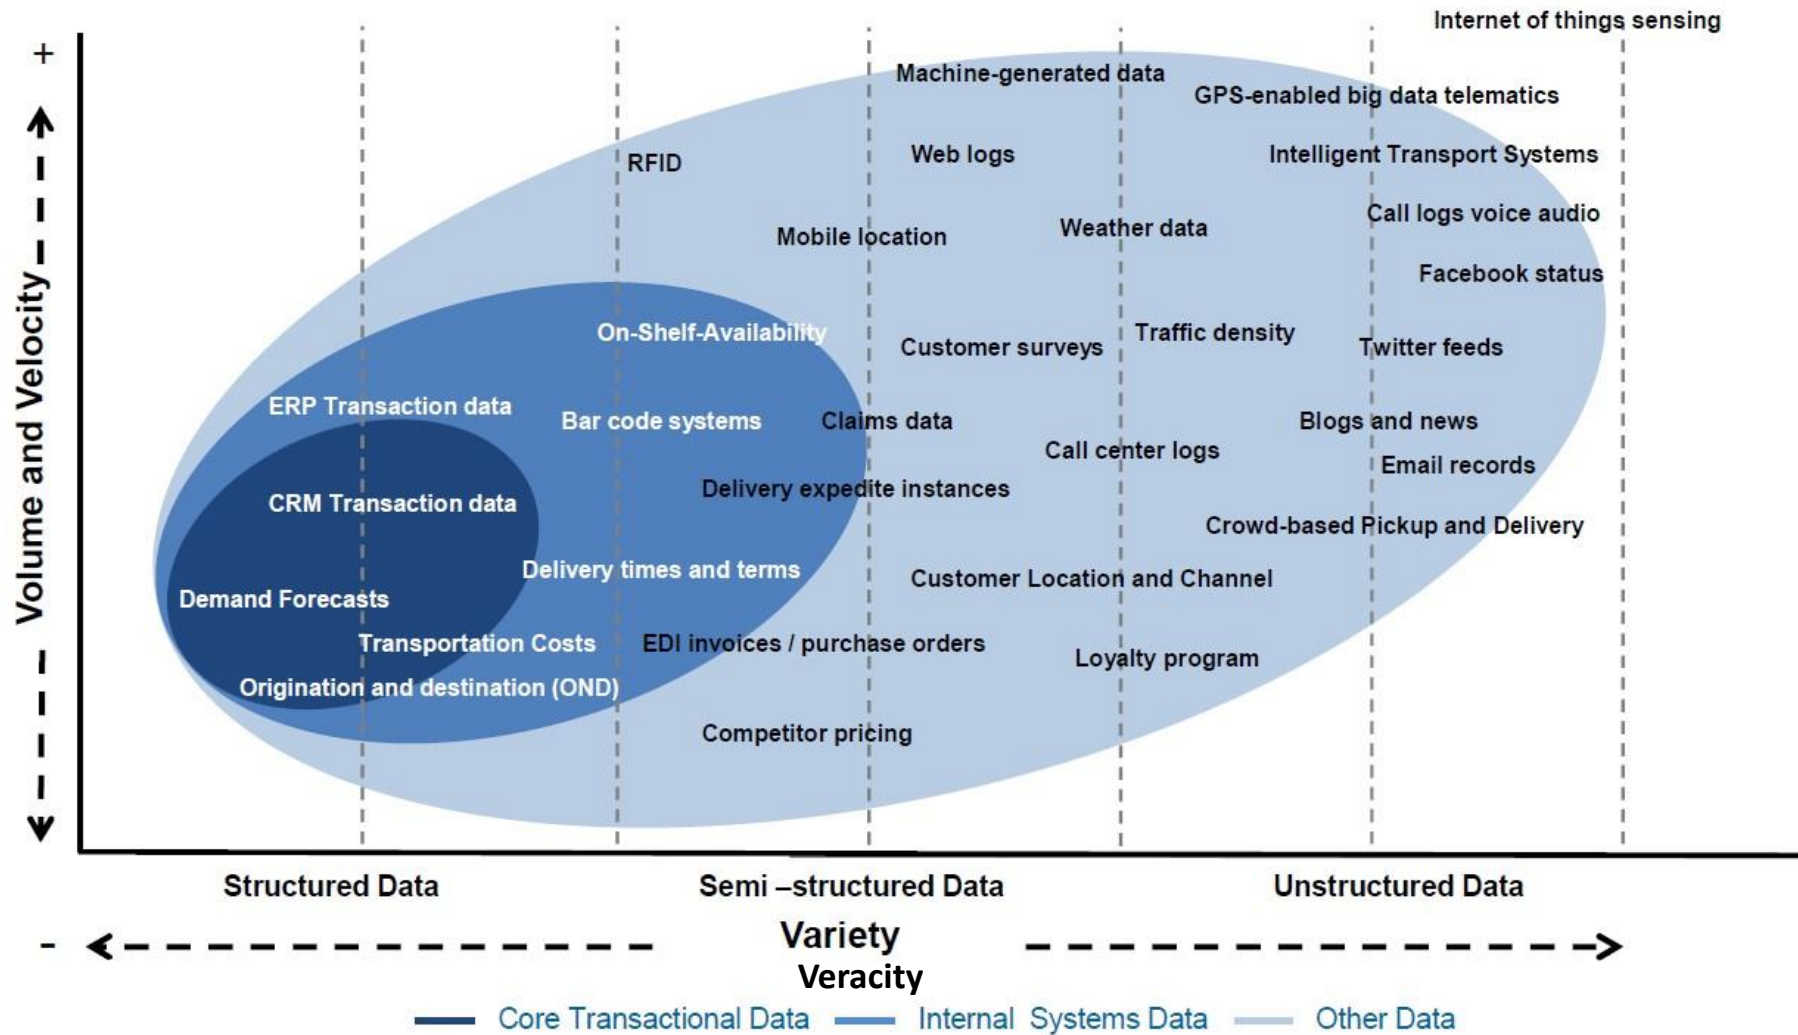 Internet of things sensing
+
Machine-generated data
GPS-enabled big data telematics
RFID
Web logs
Intelligent Transport Systems
Call logs voice audio
Mobile location
Weather data
Facebook status
Volume and Velocity
On-Shelf-Availability
Customer surveys
Traffic density
Twitter feeds
ERP Transaction data
Bar code systems
Claims data
Blogs and news
Call center logs
Email records
CRM Transaction data
Delivery expedite instances
Crowd-based Pickup and Delivery
Delivery times and terms
Customer Location and Channel
Demand Forecasts
Transportation Costs
EDI invoices / purchase orders
Loyalty program
Origination and destination (OND)
Competitor pricing
Structured Data
Semi –structured Data
Unstructured Data
-
Variety
Veracity
Core Transactional Data
Internal Systems Data
Other Data